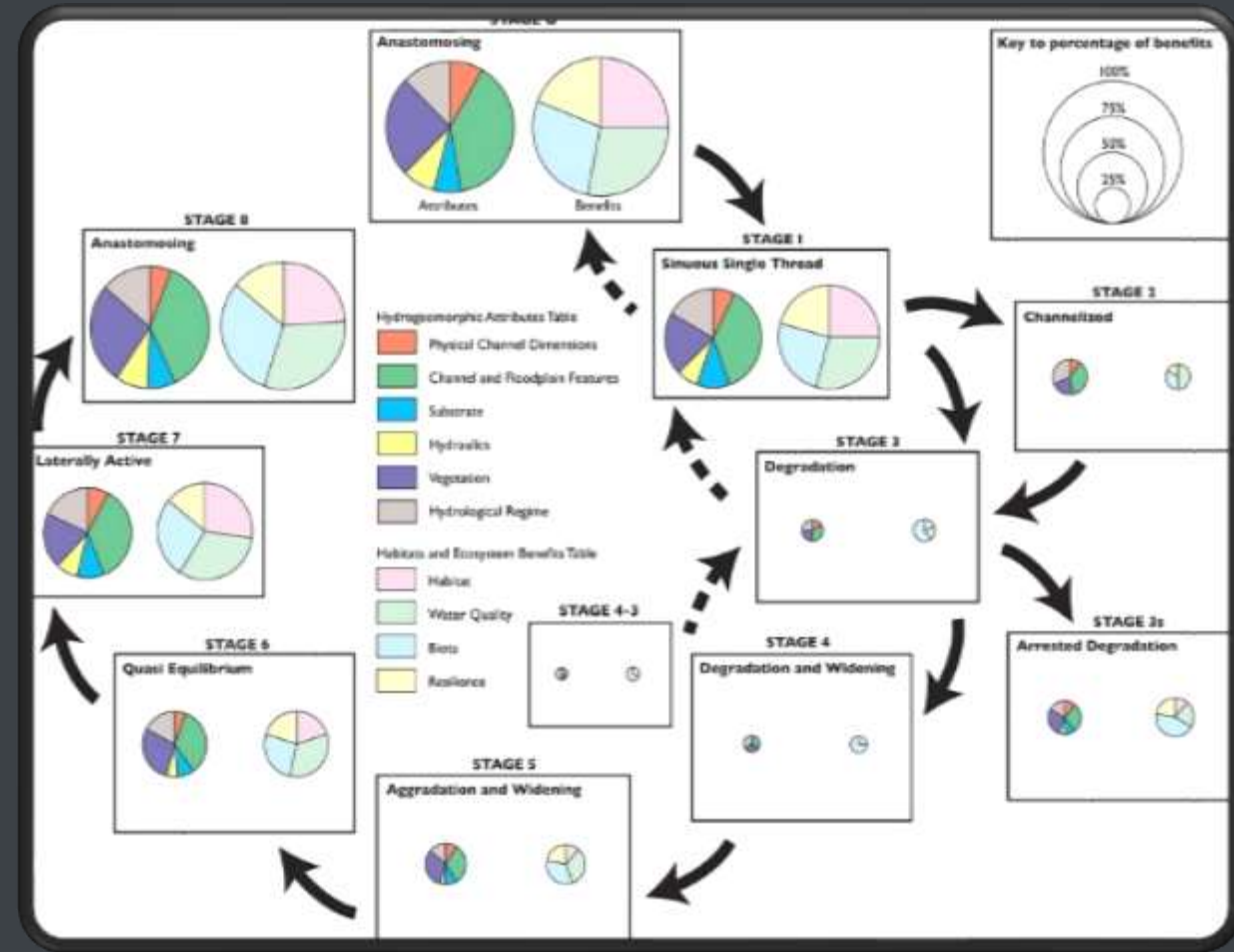 Anastomosing
Attributes
Benefits
Key to percentage of benefits
100%
75%
50%
25%
STAGE 8
Anastomosing
STAGE 1
Sinuous Single Thread
STAGE 2
Channelized
Hydrogeomorphic Attributes Table
Physical Channel Dimensions
Channel and Floodplain Features
Substrate
Hydraulics
Vegetation
Hydrological Regime
Habitats and Ecosystem Benefits Table
Habitat
Water Quality
Biota
Resilience
STAGE 7
Laterally Active
STAGE 3
Degradation
STAGE 4-3
STAGE 4
Degradation and Widening
STAGE 3s
Arrested Degradation
STAGE 6
Quasi Equilibrium
STAGE 5
Aggradation and Widening